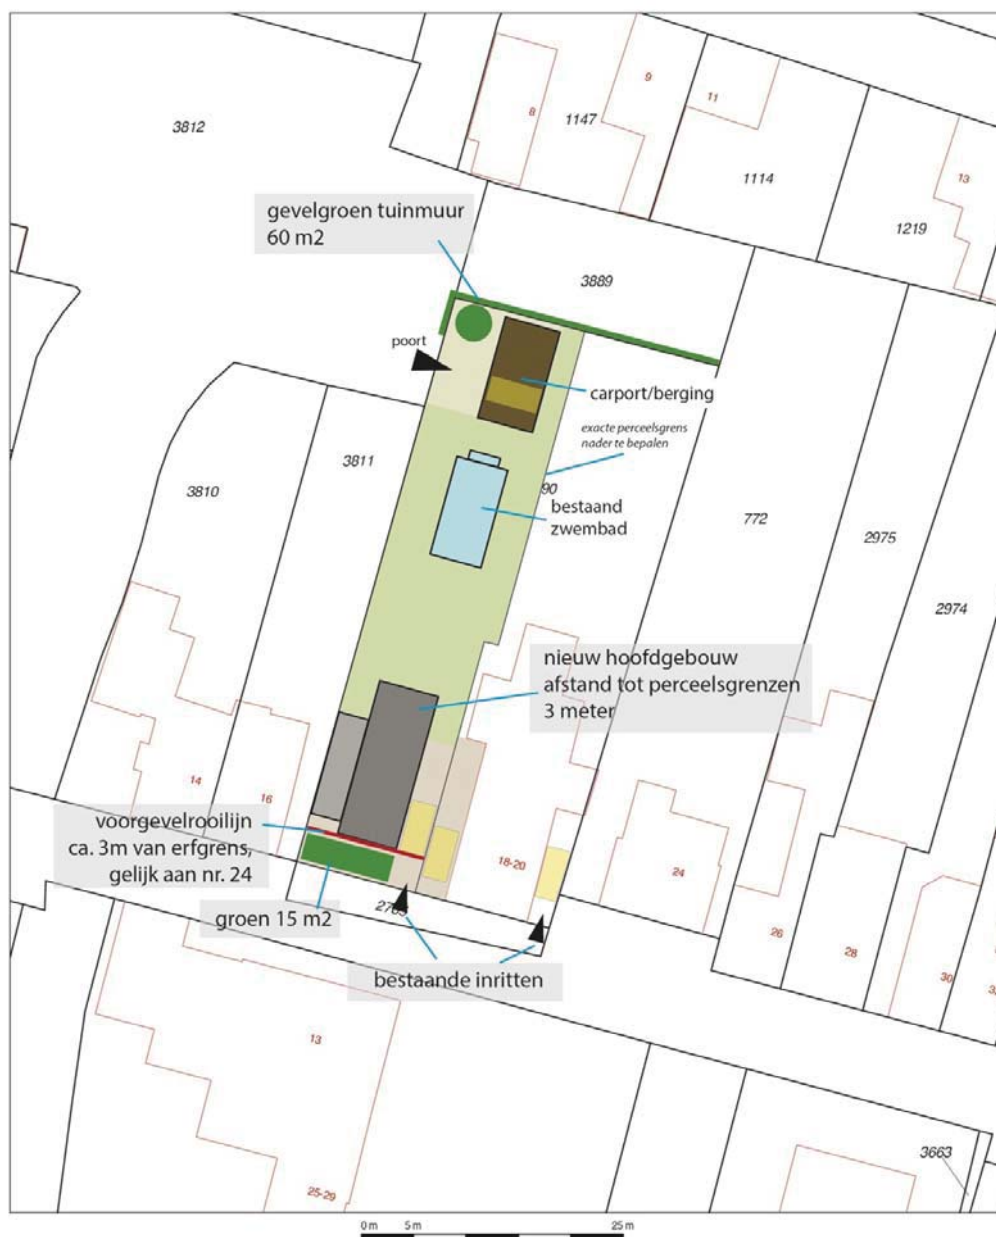 3812
8
1147
9
11
1114
13
1219
gevelgroen tuinmuur
60 m2
3889
poort
carport/berging
exacte perceelsgrens
nader te bepalen
90
bestaand
zwembad
3811
3810
772
2975
2974
nieuw hoofdgebouw
afstand tot perceelsgrenzen
3 meter
14
16
voorgevelrooilijn
ca. 3m van erfgrens,
gelijk aan nr. 24
18-20
24
groen 15 m2
26
28
30
bestaande inritten
13
25-29
3663
0 m 5 m 25 m